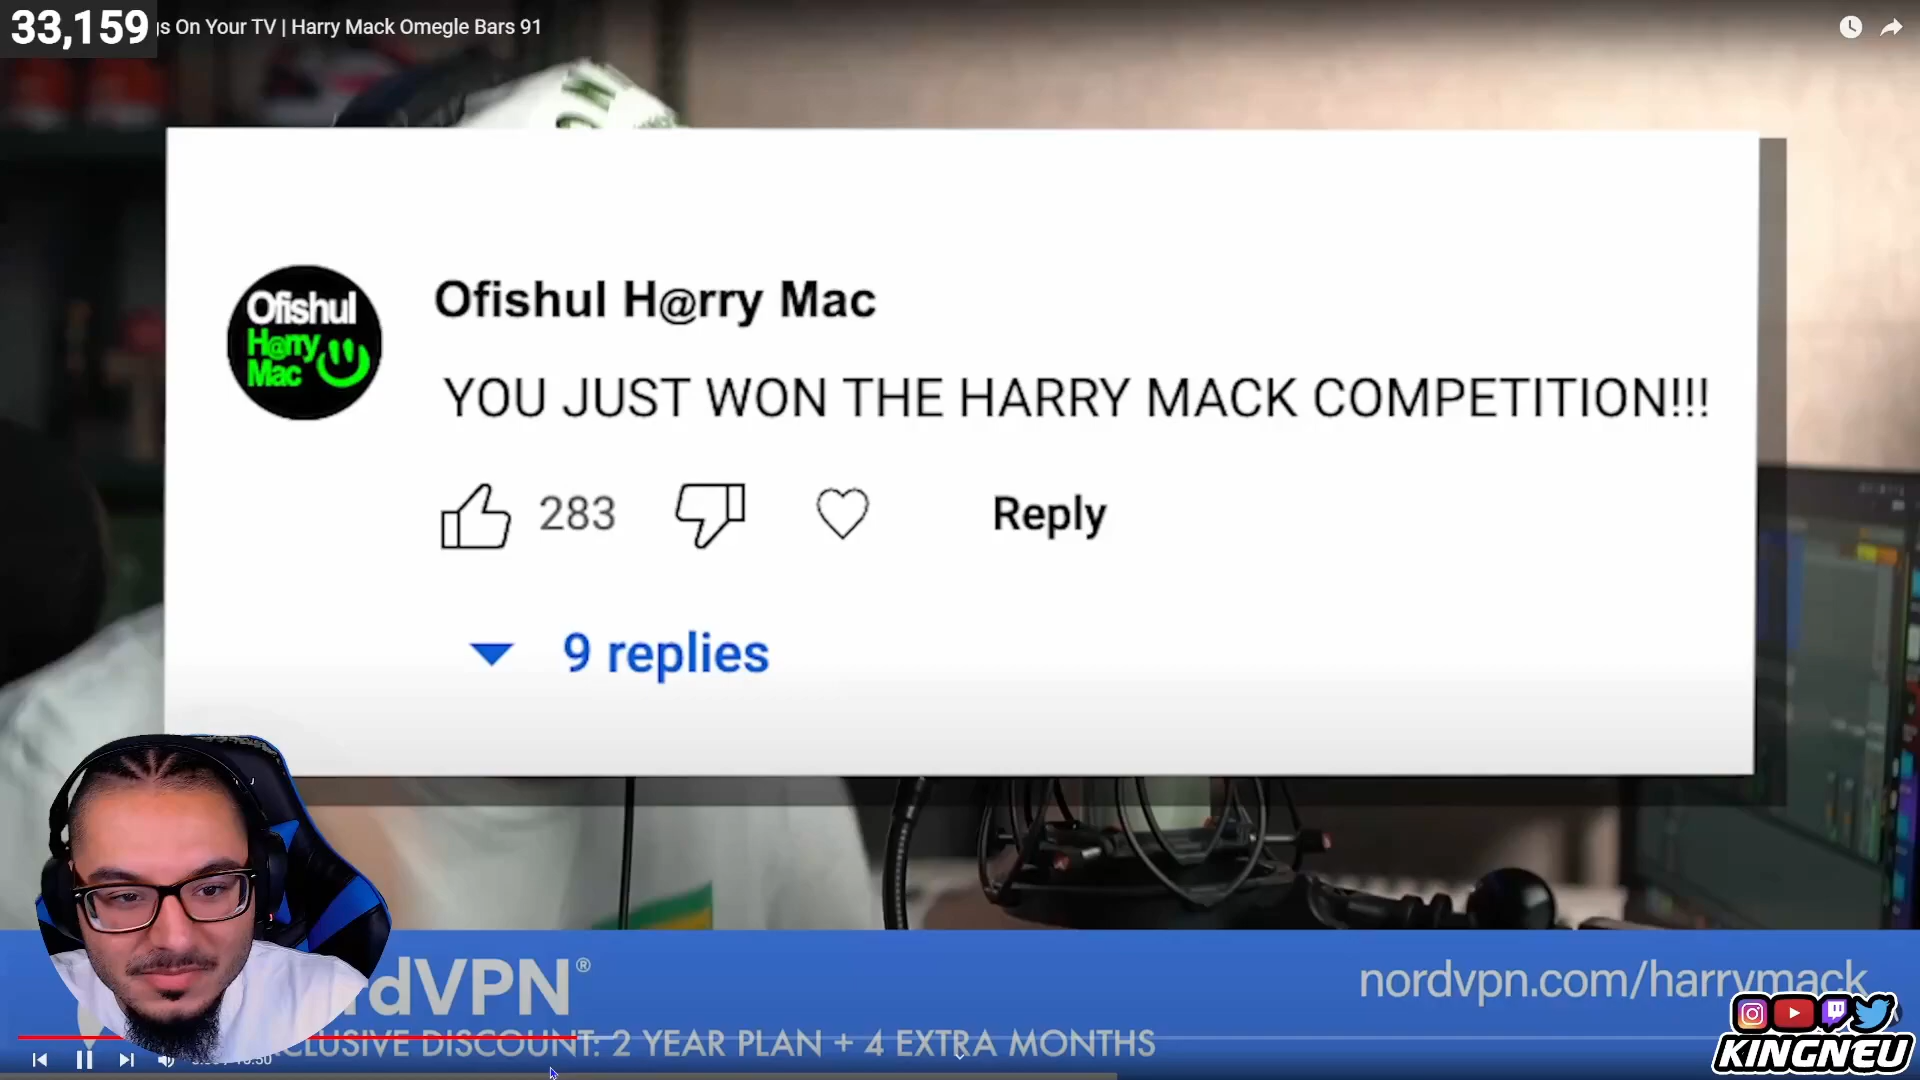 33,159
s On Your TV | Harry Mack Omegle Bars 91
Ofishul
H@rry
Mac
Ofishul H@rry Mac
YOU JUST WON THE HARRY MACK COMPETITION!!!
283
Reply
9 replies
rdVPN®
nordvpn.com/harrymack
CLUSIVE DISCOUNT: 2 YEAR PLAN + 4 EXTRA MONTHS
KINGNEU